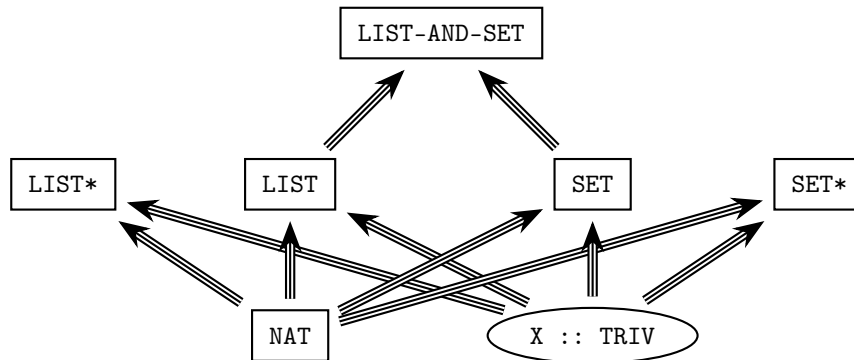 LIST-AND-SET
LIST*
LIST
SET
SET*
NAT
X :: TRIV